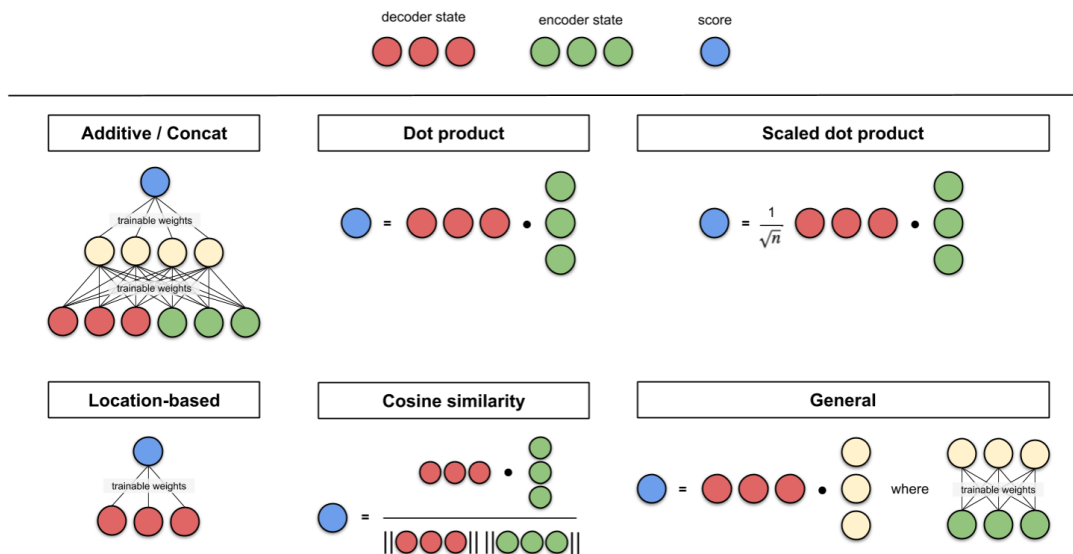 decoder state
encoder state
score
Additive / Concat
trainable weights
trainable weights
Dot product
= •
Scaled dot product
= 1/√n •
Location-based
trainable weights
Cosine similarity
•
=
|| || || ||
General
= • where
trainable weights